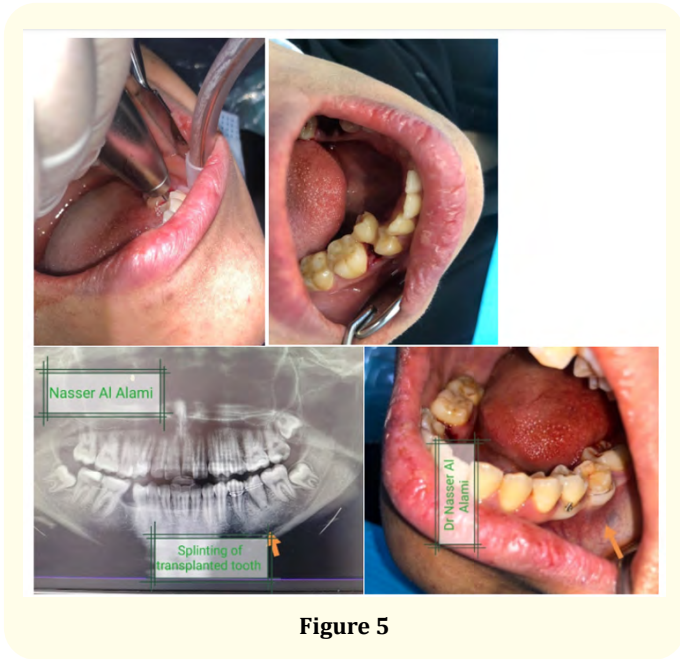 Nasser Al Alami
Splinting of
transplanted tooth
Dr Nasser Al
Alami
Figure 5